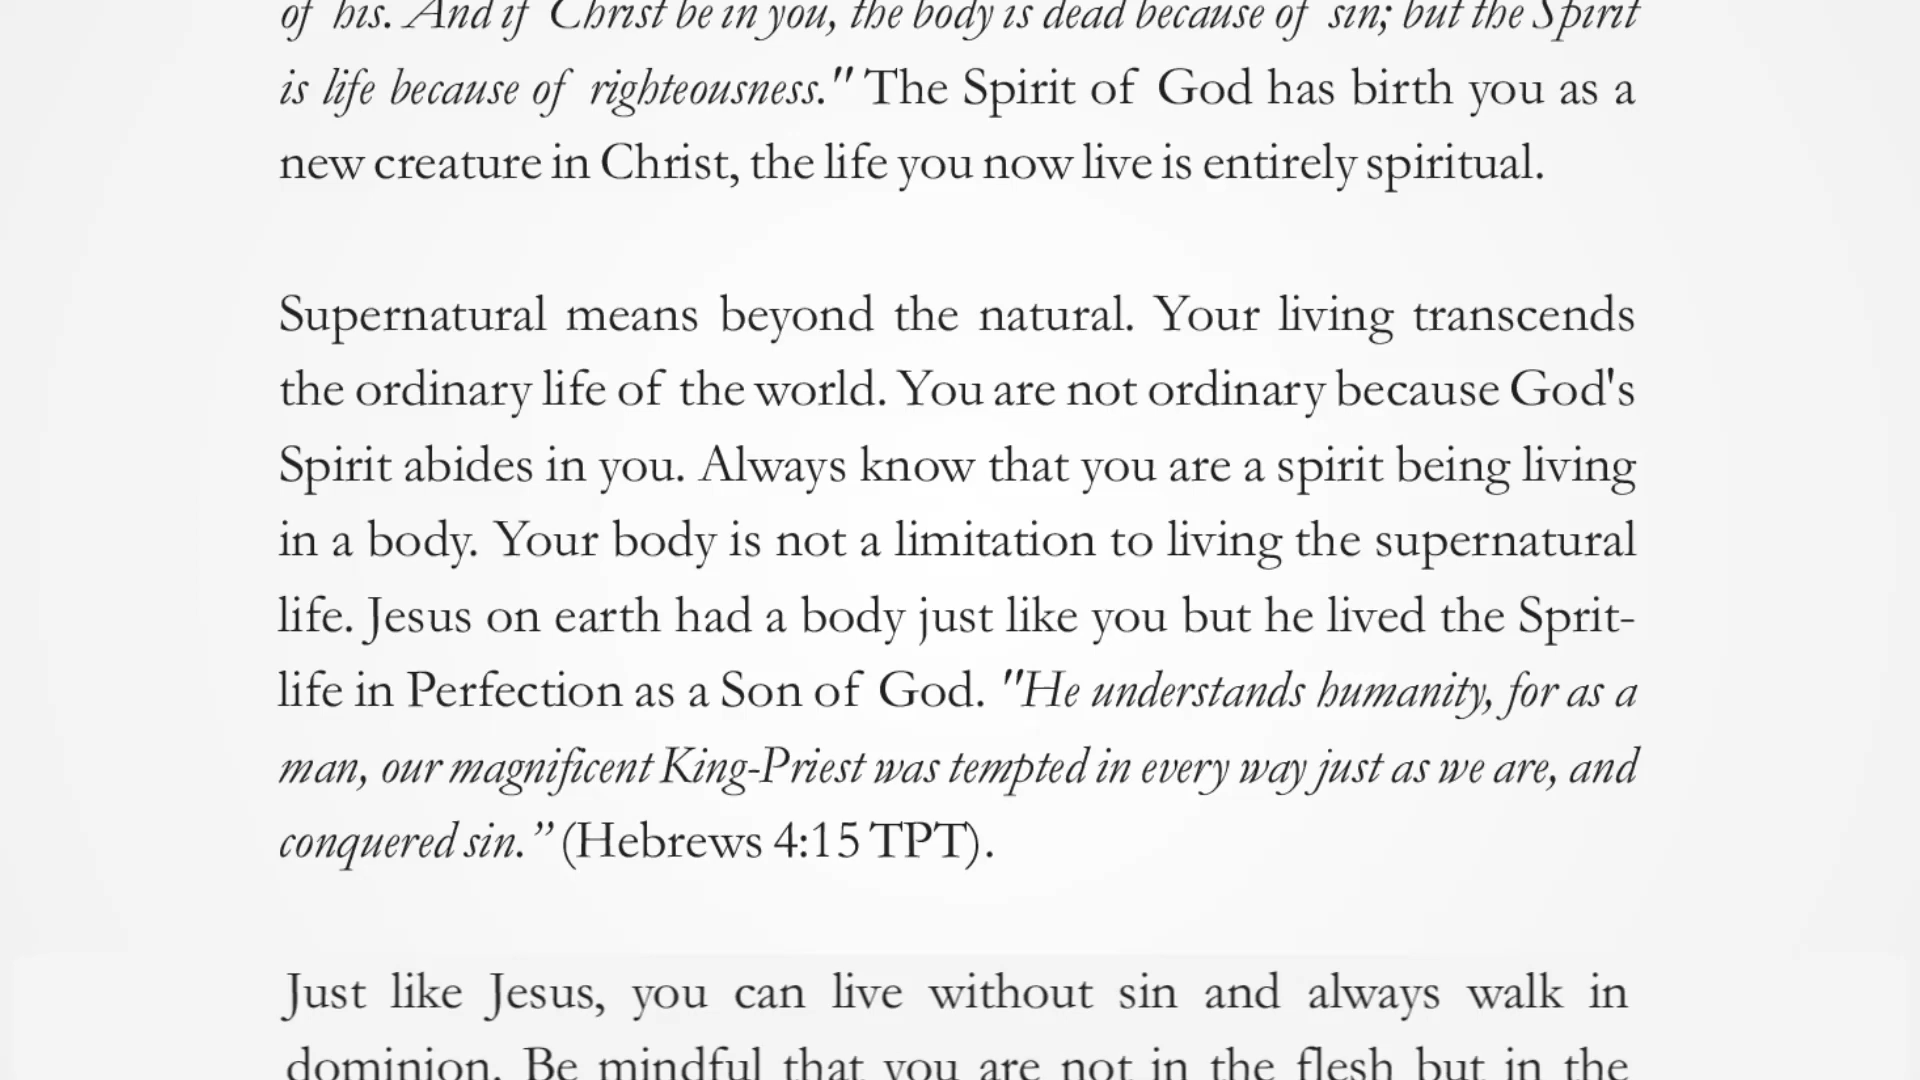 of his. And if Christ be in you, the body is dead because of sin; but the Spirit
is life because of righteousness." The Spirit of God has birth you as a
new creature in Christ, the life you now live is entirely spiritual.
Supernatural means beyond the natural. Your living transcends
the ordinary life of the world. You are not ordinary because God's
Spirit abides in you. Always know that you are a spirit being living
in a body. Your body is not a limitation to living the supernatural
life. Jesus on earth had a body just like you but he lived the Sprit-
life in Perfection as a Son of God. "He understands humanity, for as a
man, our magnificent King-Priest was tempted in every way just as we are, and
conquered sin.” (Hebrews 4:15 TPT).
Just like Jesus, you can live without sin and always walk in
dominion. Be mindful that you are not in the flesh but in the